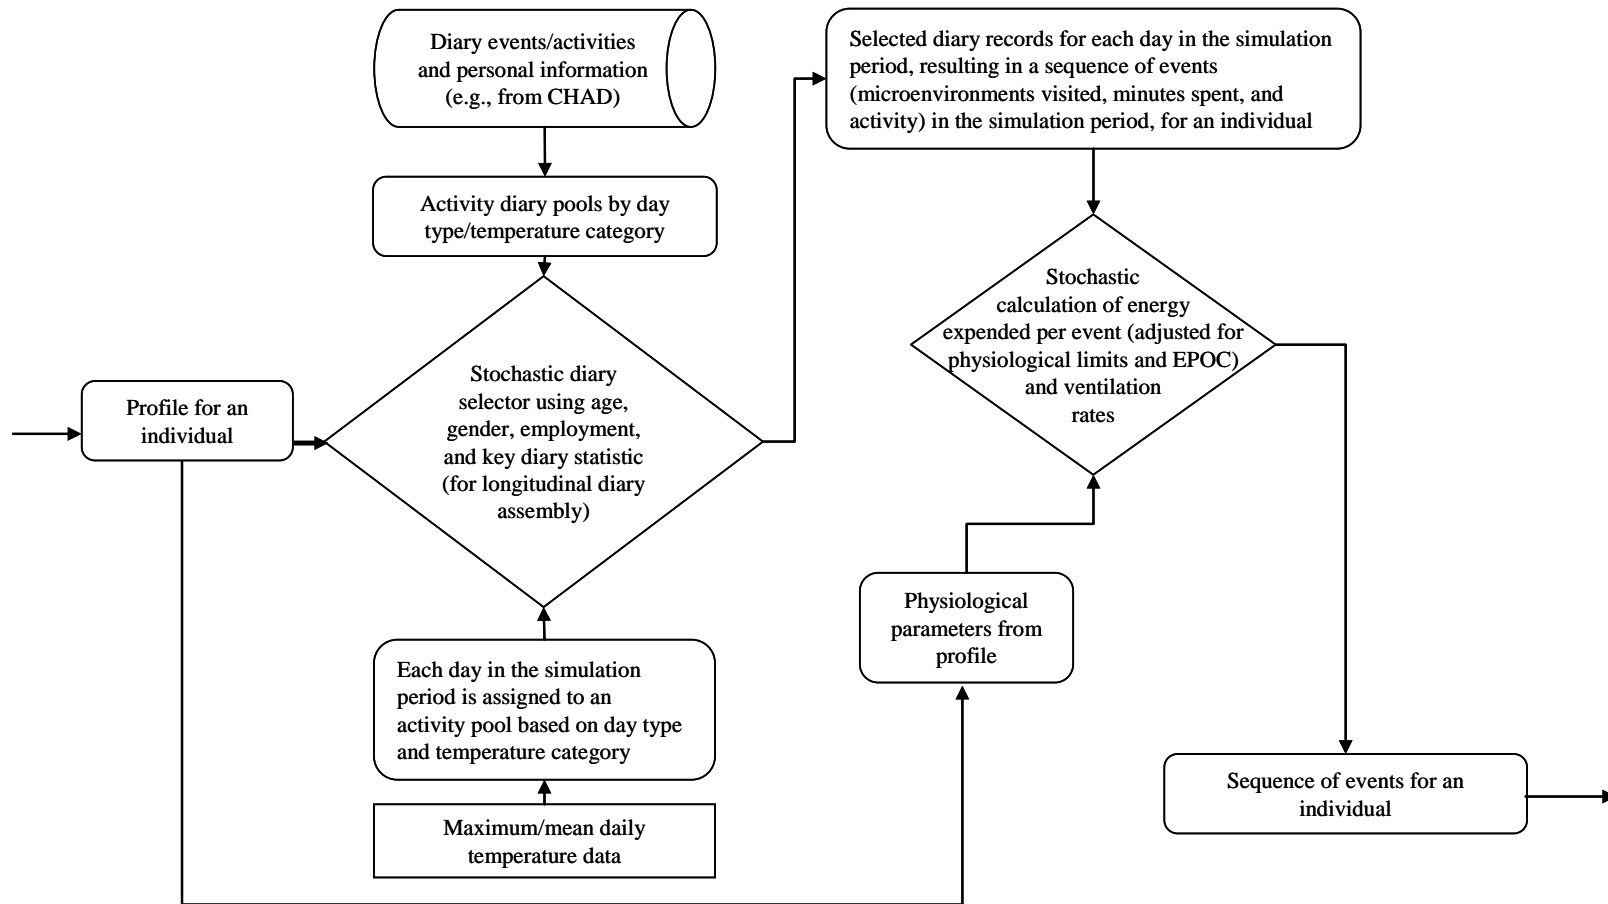 Diary events/activities
and personal information
(e.g., from CHAD)
Activity diary pools by day
type/temperature category
Profile for an
individual
Stochastic diary
selector using age,
gender, employment,
and key diary statistic
(for longitudinal diary
assembly)
Each day in the simulation
period is assigned to an
activity pool based on day type
and temperature category
Maximum/mean daily
temperature data
Selected diary records for each day in the simulation
period, resulting in a sequence of events
(microenvironments visited, minutes spent, and
activity) in the simulation period, for an individual
Stochastic
calculation of energy
expended per event (adjusted for
physiological limits and EPOC)
and ventilation
rates
Physiological
parameters from
profile
Sequence of events for an
individual